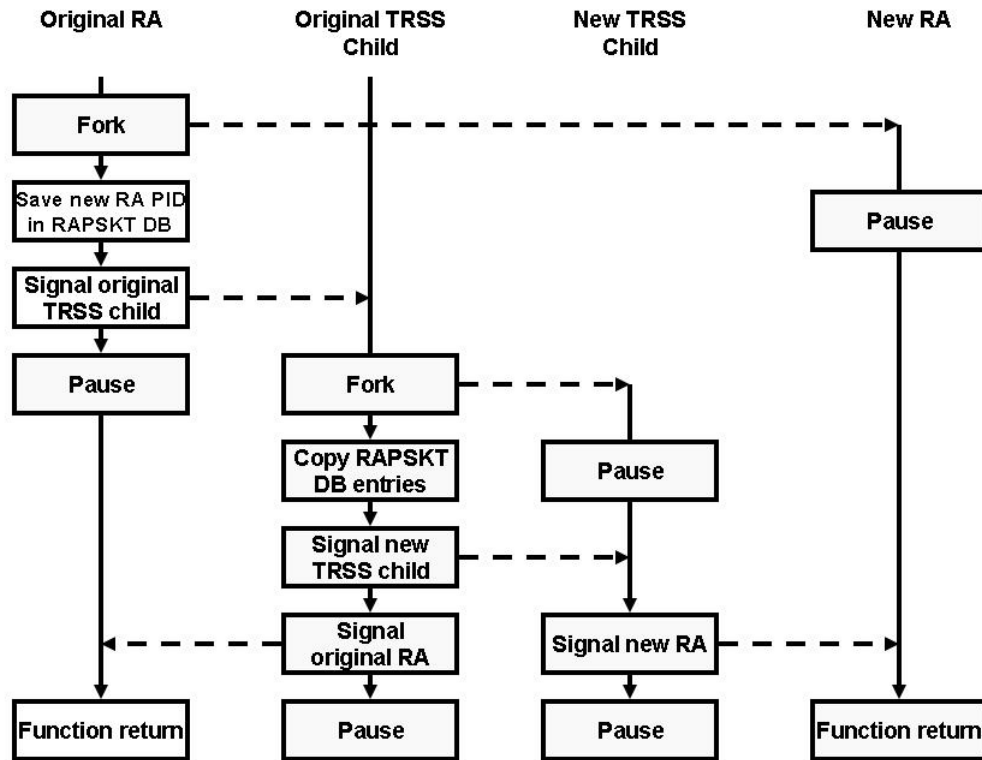 Original RA
Original TRSS
Child
New TRSS
Child
New RA
Fork
Save new RA PID
in RAPSKT DB
Pause
Signal original
TRSS child
Pause
Fork
Copy RAPSKT
DB entries
Pause
Signal new
TRSS child
Signal
original RA
Signal new RA
Function return
Pause
Pause
Function return